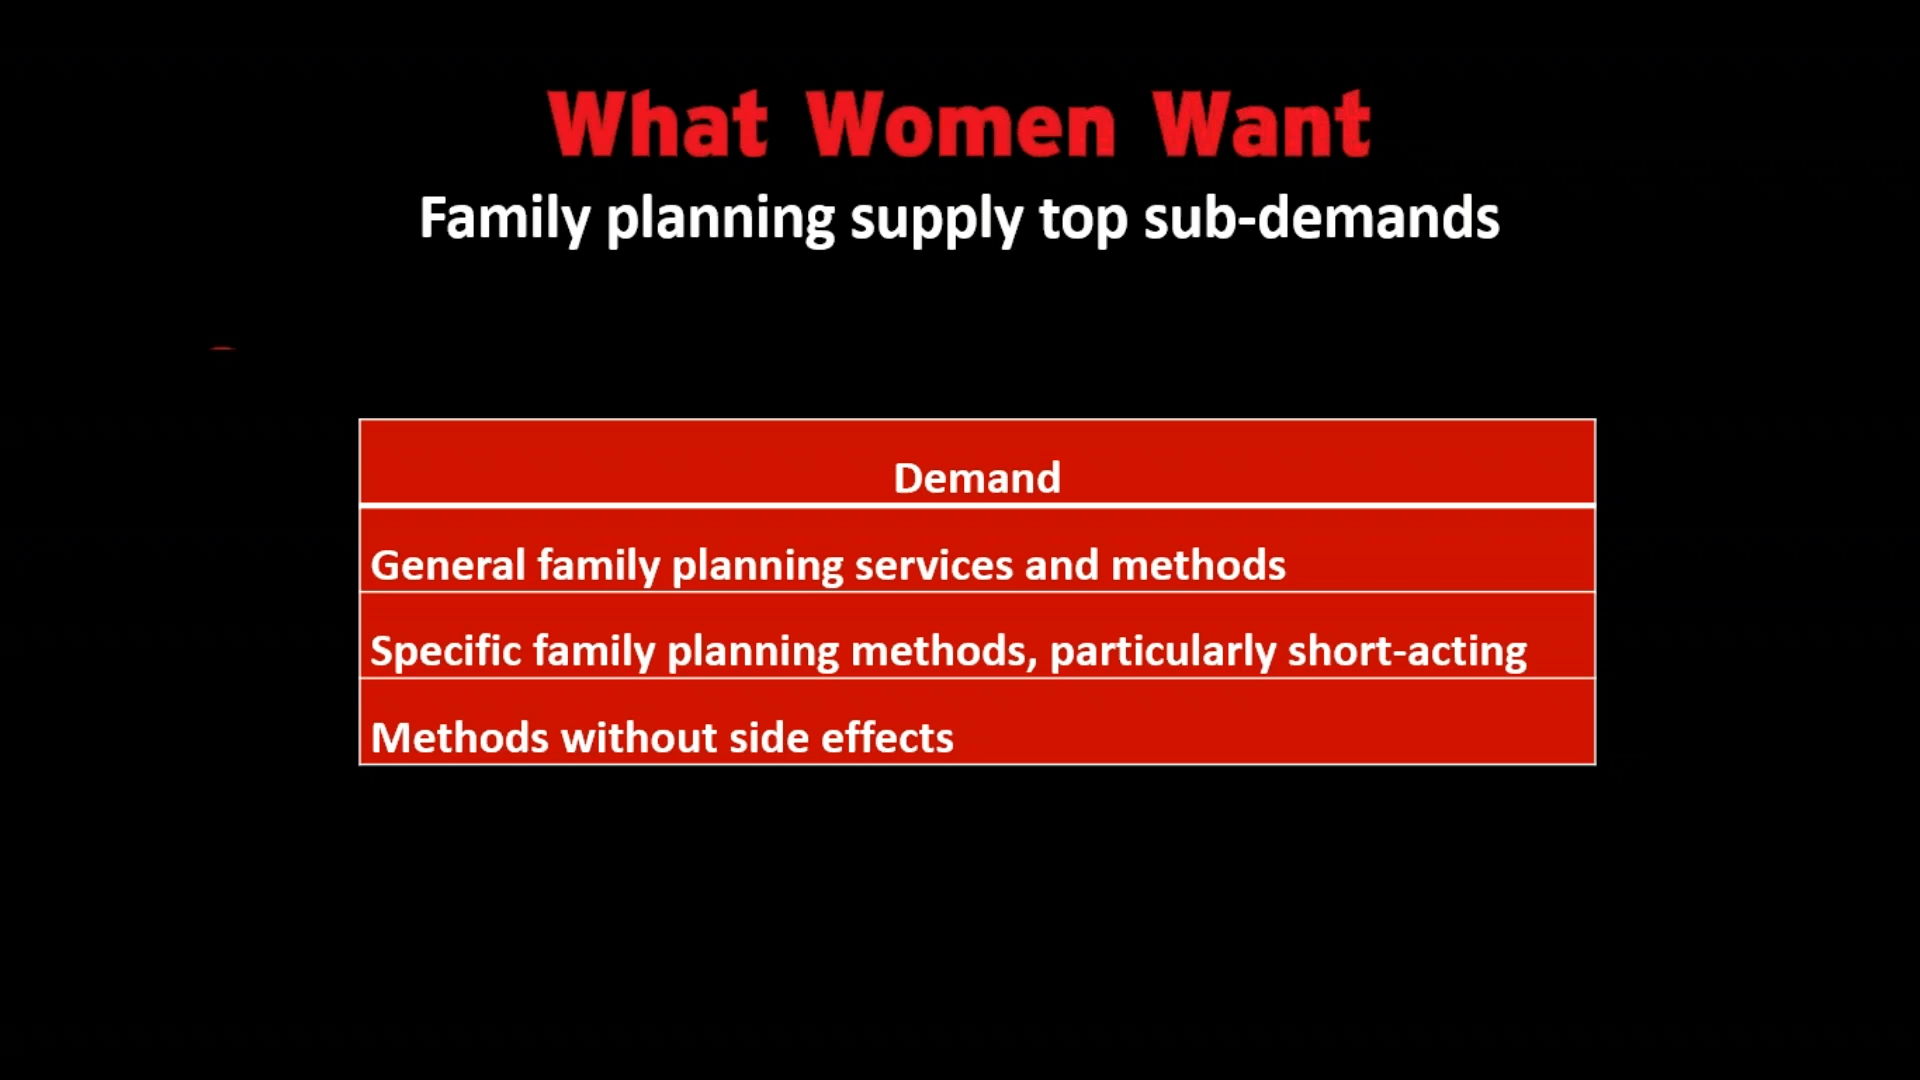 What Women Want
Family planning supply top sub-demands
Demand
General family planning services and methods
Specific family planning methods, particularly short-acting
Methods without side effects